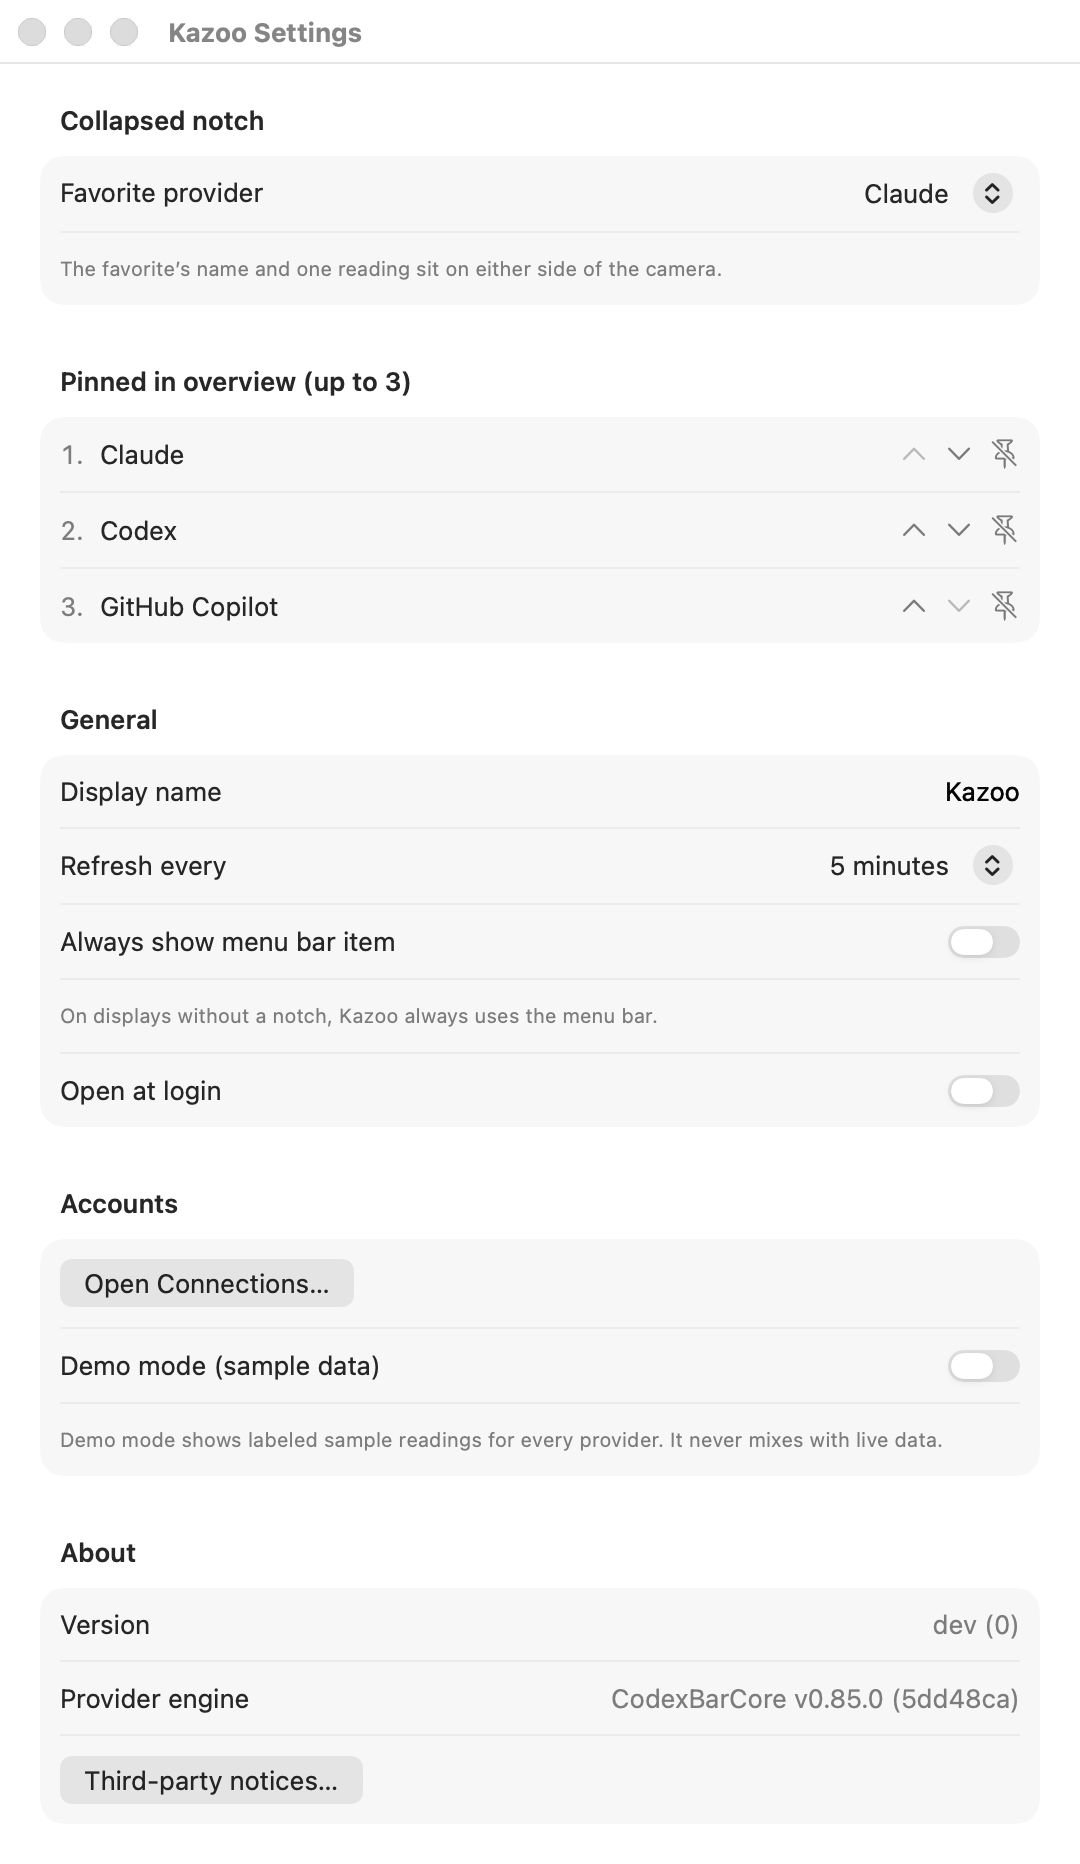 Kazoo Settings
Collapsed notch
Favorite provider Claude
The favorite’s name and one reading sit on either side of the camera.
Pinned in overview (up to 3)
1. Claude
2. Codex
3. GitHub Copilot
General
Display name Kazoo
Refresh every 5 minutes
Always show menu bar item
On displays without a notch, Kazoo always uses the menu bar.
Open at login
Accounts
Open Connections...
Demo mode (sample data)
Demo mode shows labeled sample readings for every provider. It never mixes with live data.
About
Version dev (0)
Provider engine CodexBarCore v0.85.0 (5dd48ca)
Third-party notices...